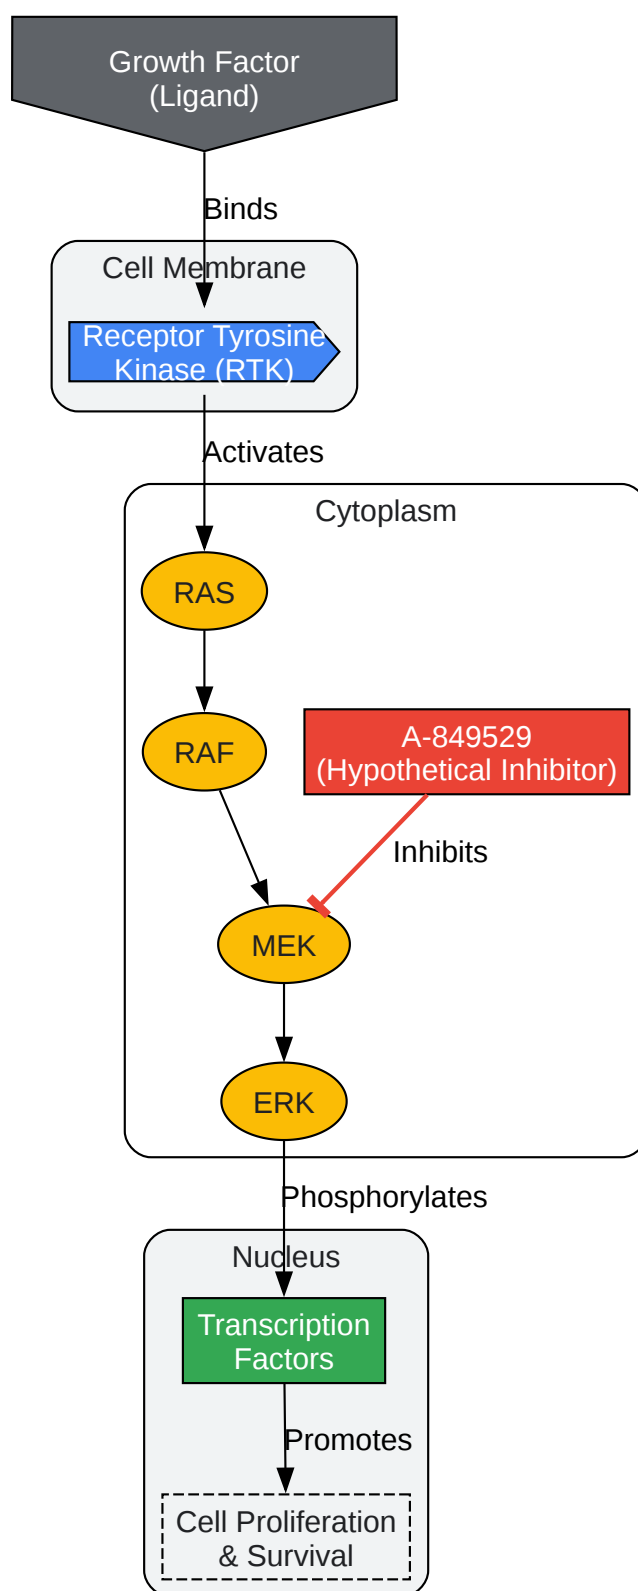 Growth Factor
(Ligand)
Binds
Cell Membrane
Receptor Tyrosine
Kinase (RTK)
Activates
Cytoplasm
RAS
RAF
A-849529
(Hypothetical Inhibitor)
Inhibits
MEK
ERK
Phosphorylates
Nucleus
Transcription
Factors
Promotes
Cell Proliferation
& Survival